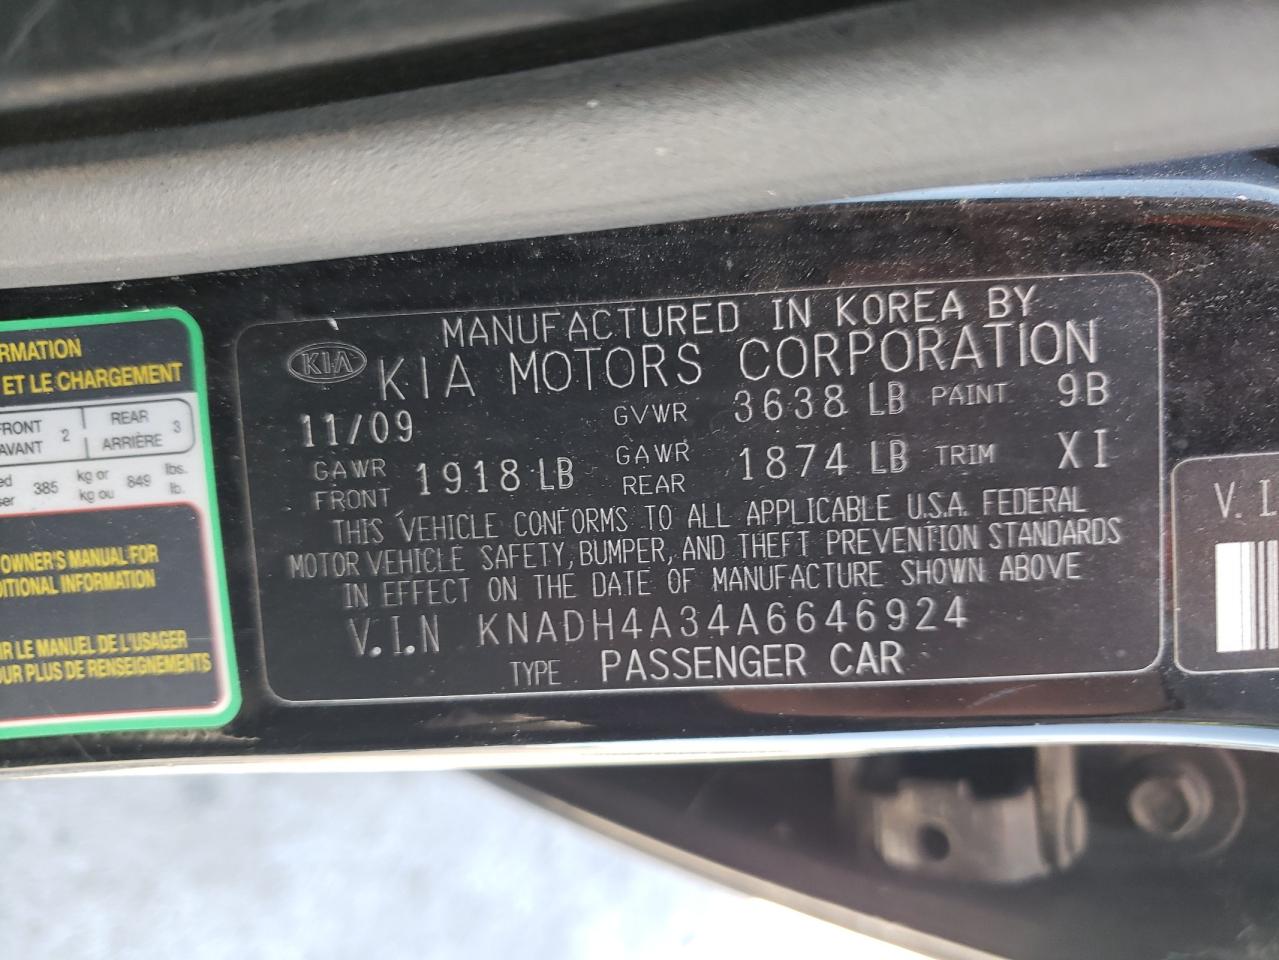 RMATION
ET LE CHARGEMENT
FRONT
AVANT 2
REAR
ARRIÈRE 3
385 kg or
kg ou 849 lbs.
lb.
OWNER'S MANUAL FOR
INFORMATION
LE MANUEL DE L'USAGER
PLUS DE RENSEIGNEMENTS
MANUFACTURED IN KOREA BY
KIA KIA MOTORS CORPORATION
11/09 GVWR 3638 LB PAINT 9B
GAWR
FRONT 1918 LB GAWR
REAR 1874 LB TRIM XI
THIS VEHICLE CONFORMS TO ALL APPLICABLE U.S.A. FEDERAL
MOTOR VEHICLE SAFETY, BUMPER, AND THEFT PREVENTION STANDARDS
IN EFFECT ON THE DATE OF MANUFACTURE SHOWN ABOVE
V.I.N KNADH4A34A6646924
TYPE PASSENGER CAR
V.I